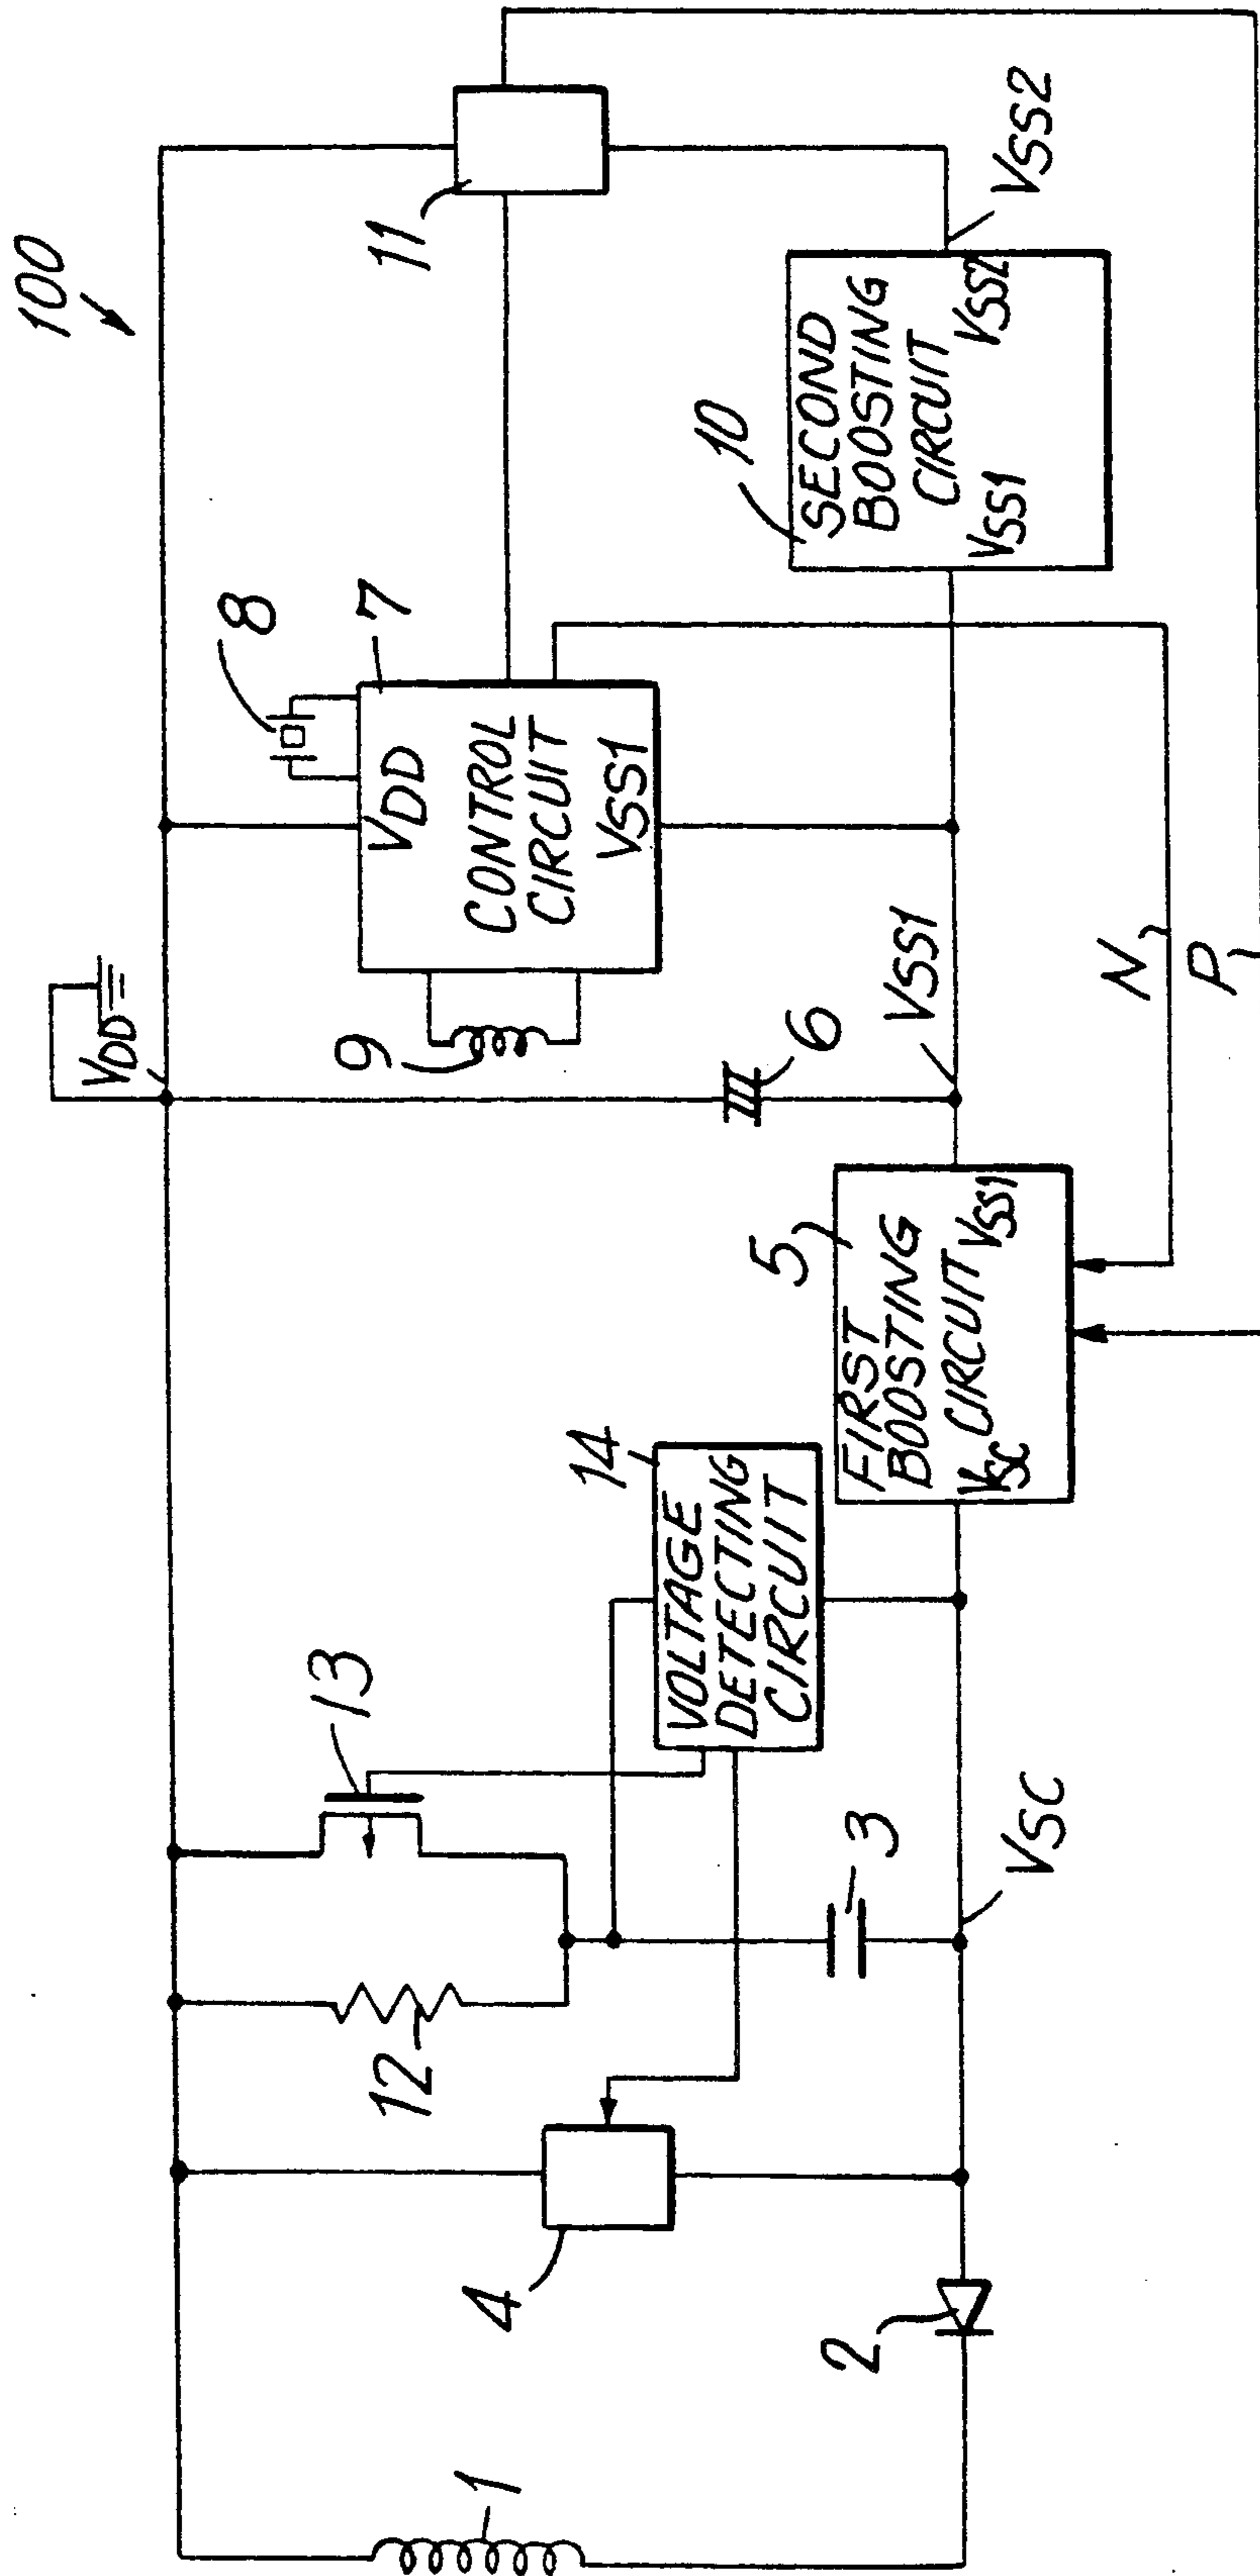 100
VDD
8
7
VDD
CONTROL
CIRCUIT
VSS1
9
11
10
SECOND
BOOSTING
CIRCUIT
VSS1
VSS2
VSS2
6
VSS1
N
P
5
FIRST
BOOSTING
CIRCUIT
VSC
VSS1
14
VOLTAGE
DETECTING
CIRCUIT
13
12
3
VSC
4
2
1